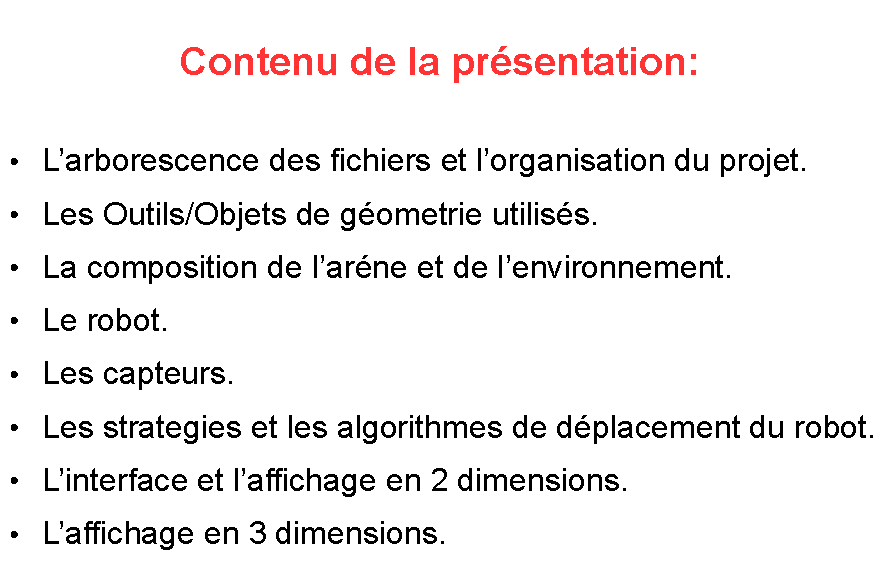 Contenu de la présentation:
• L’arborescence des fichiers et l’organisation du projet.
• Les Outils/Objets de géometrie utilisés.
• La composition de l’aréne et de l’environnement.
• Le robot.
• Les capteurs.
• Les strategies et les algorithmes de déplacement du robot.
• L’interface et l’affichage en 2 dimensions.
• L’affichage en 3 dimensions.